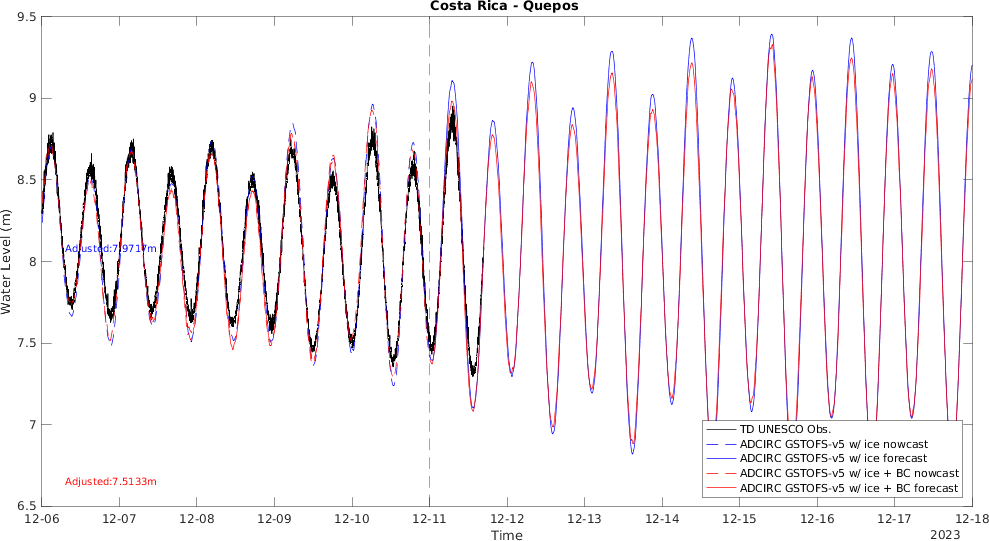 Costa Rica - Quepos
9.5
9
8.5
8
7.5
7
6.5
Water Level (m)
Adjusted:7.9717m
Adjusted:7.5133m
TD UNESCO Obs.
ADCIRC GSTOFS-v5 w/ ice nowcast
ADCIRC GSTOFS-v5 w/ ice forecast
ADCIRC GSTOFS-v5 w/ ice + BC nowcast
ADCIRC GSTOFS-v5 w/ ice + BC forecast
12-06 12-07 12-08 12-09 12-10 12-11 12-12 12-13 12-14 12-15 12-16 12-17 12-18
Time
2023